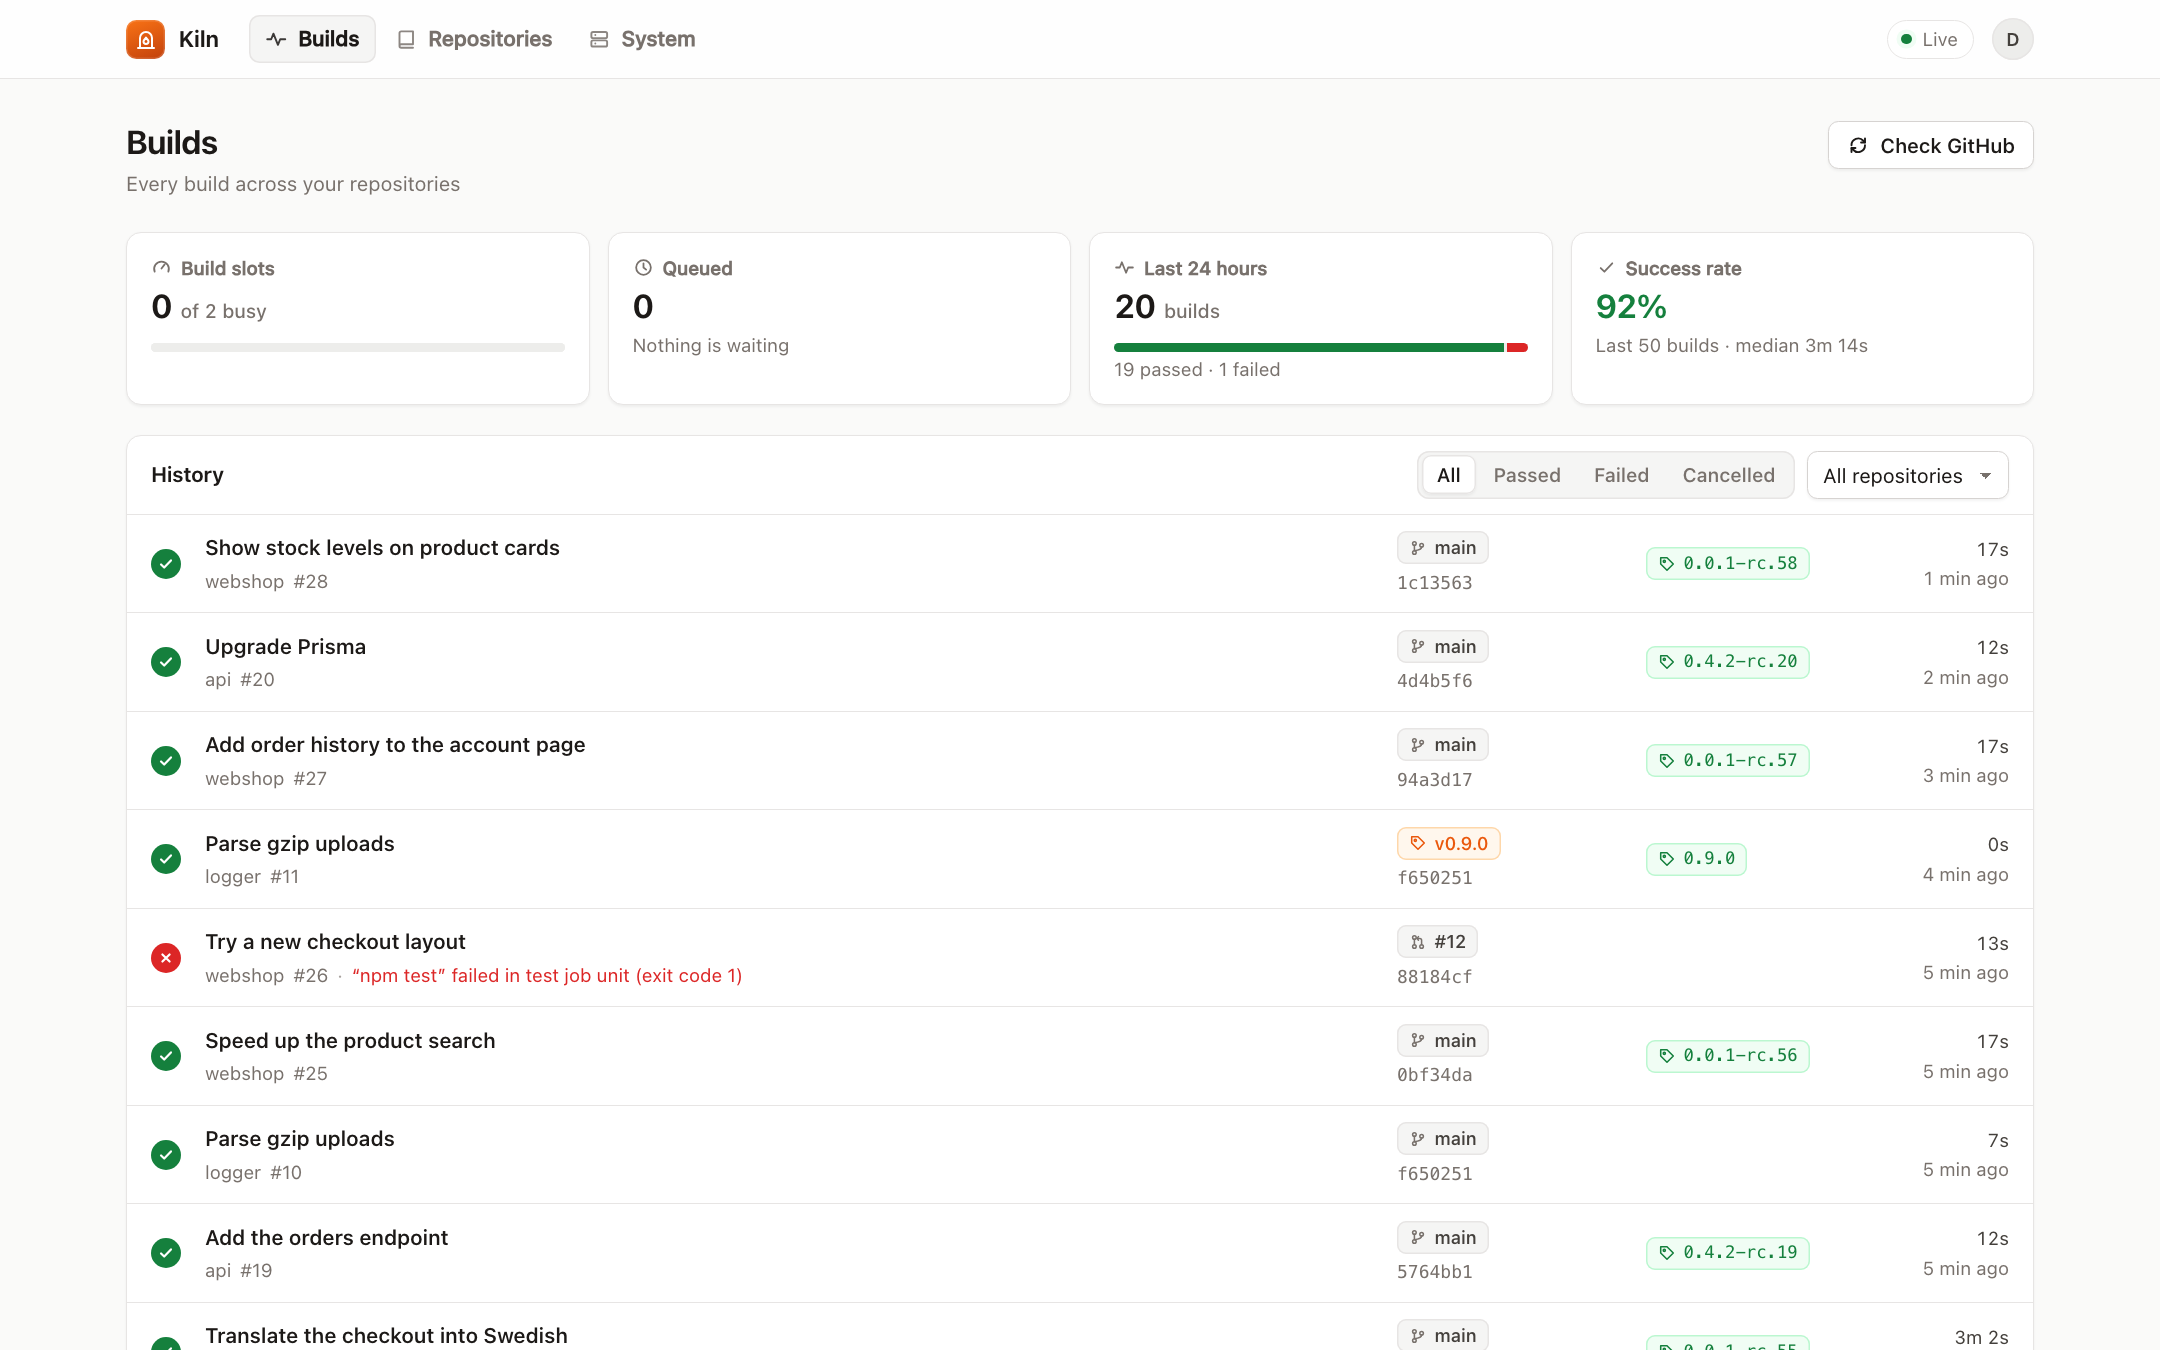 Kiln
Builds
Repositories
System
Live
D
Builds
Every build across your repositories
Check GitHub
Build slots
0 of 2 busy
Queued
0
Nothing is waiting
Last 24 hours
20 builds
19 passed · 1 failed
Success rate
92%
Last 50 builds · median 3m 14s
History
All
Passed
Failed
Cancelled
All repositories
Show stock levels on product cards
webshop #28
main
1c13563
0.0.1-rc.58
17s
1 min ago
Upgrade Prisma
api #20
main
4d4b5f6
0.4.2-rc.20
12s
2 min ago
Add order history to the account page
webshop #27
main
94a3d17
0.0.1-rc.57
17s
3 min ago
Parse gzip uploads
logger #11
v0.9.0
f650251
0.9.0
0s
4 min ago
Try a new checkout layout
webshop #26 · “npm test” failed in test job unit (exit code 1)
#12
88184cf
13s
5 min ago
Speed up the product search
webshop #25
main
0bf34da
0.0.1-rc.56
17s
5 min ago
Parse gzip uploads
logger #10
main
f650251
7s
5 min ago
Add the orders endpoint
api #19
main
5764bb1
0.4.2-rc.19
12s
5 min ago
Translate the checkout into Swedish
main
0.0.1-rc.55
3m 2s